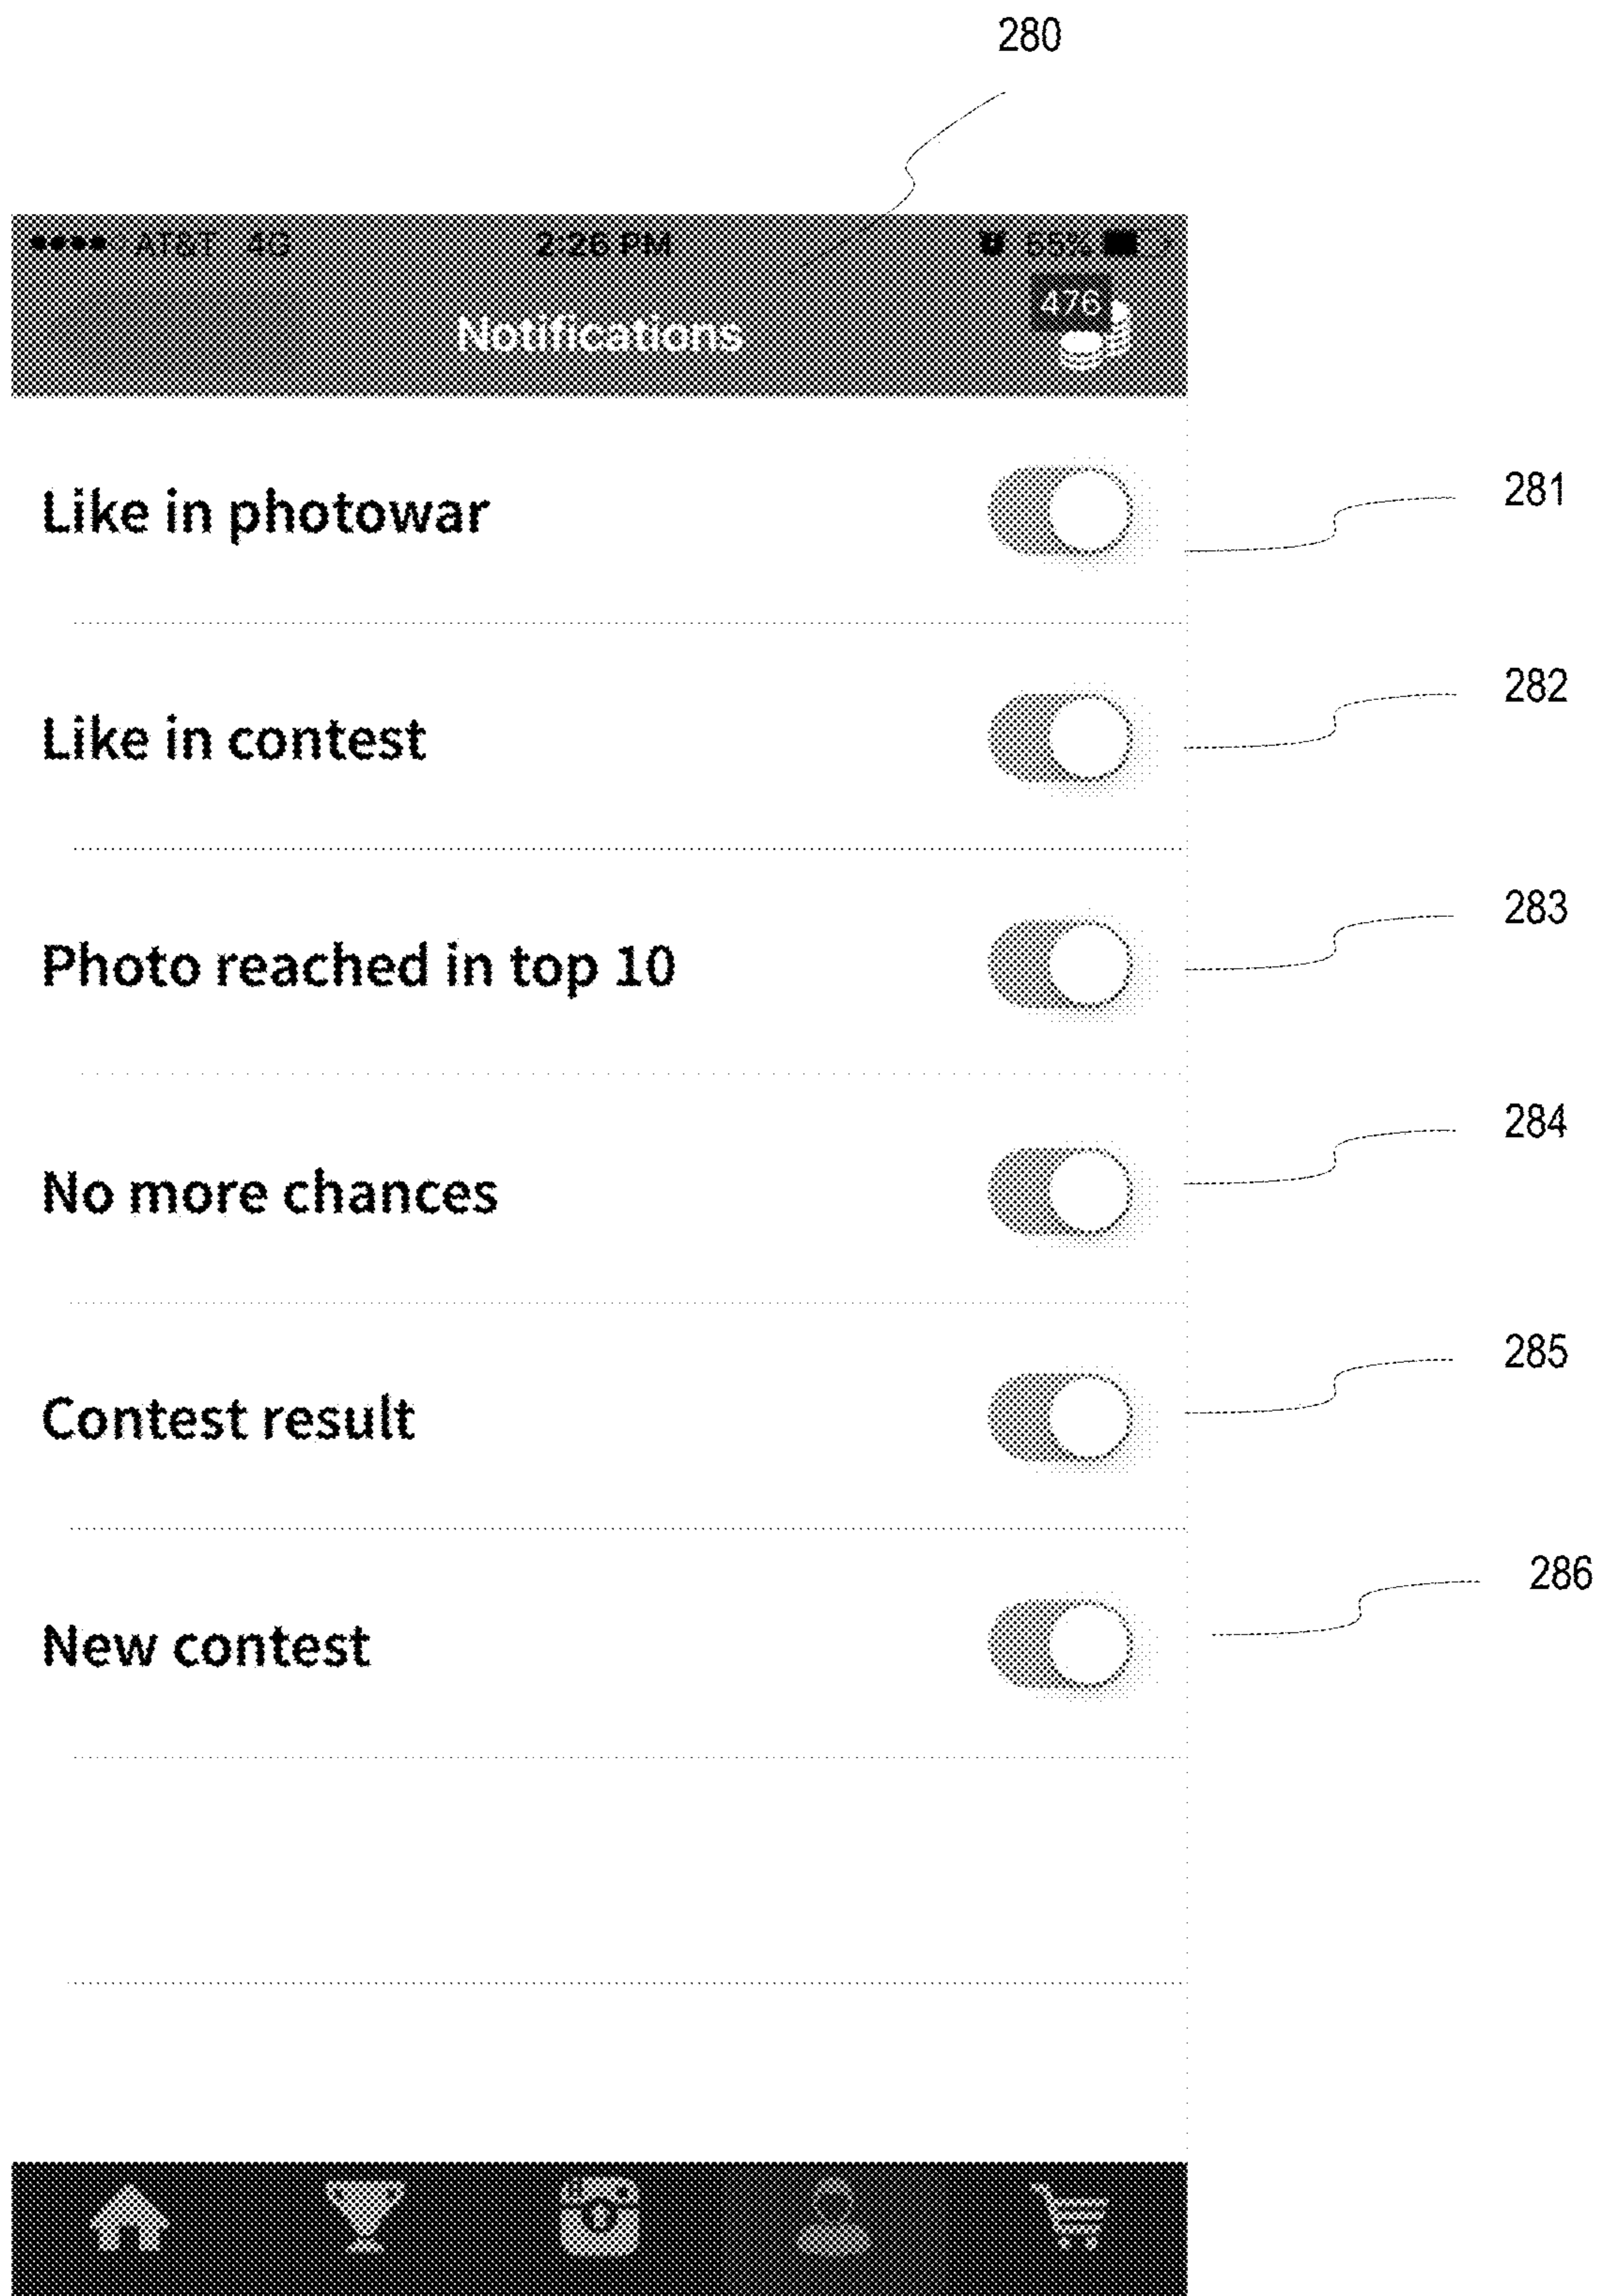 280
AT&T 4G 2:26 PM 65%
476
Notifications
Like in photowar 281
Like in contest 282
Photo reached in top 10 283
No more chances 284
Contest result 285
New contest 286